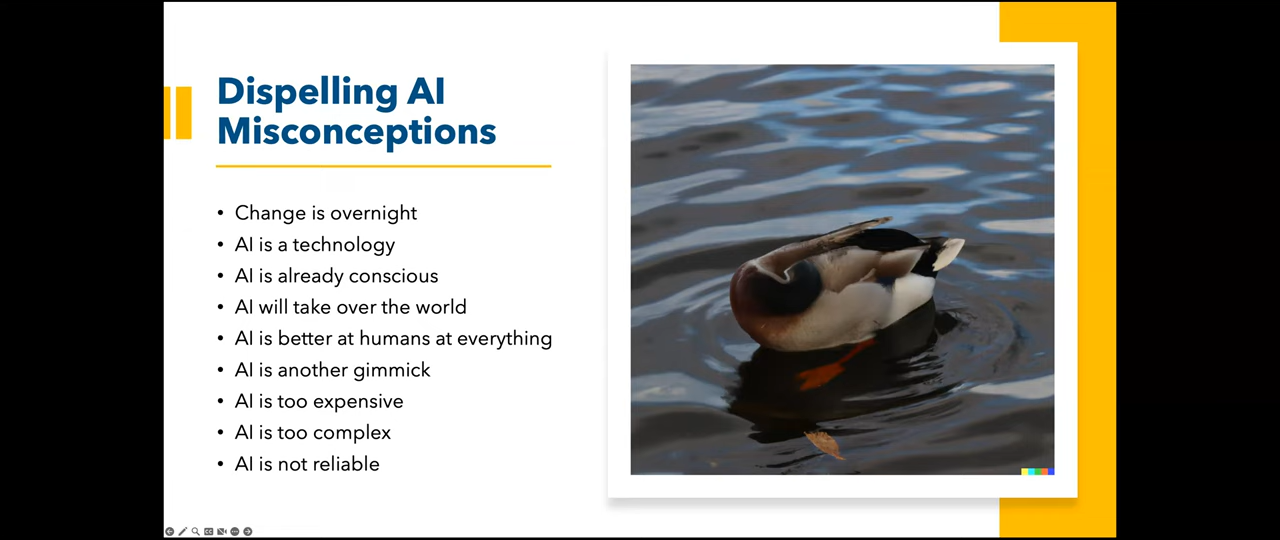 Dispelling AI
Misconceptions
• Change is overnight
• AI is a technology
• AI is already conscious
• AI will take over the world
• AI is better at humans at everything
• AI is another gimmick
• AI is too expensive
• AI is too complex
• AI is not reliable